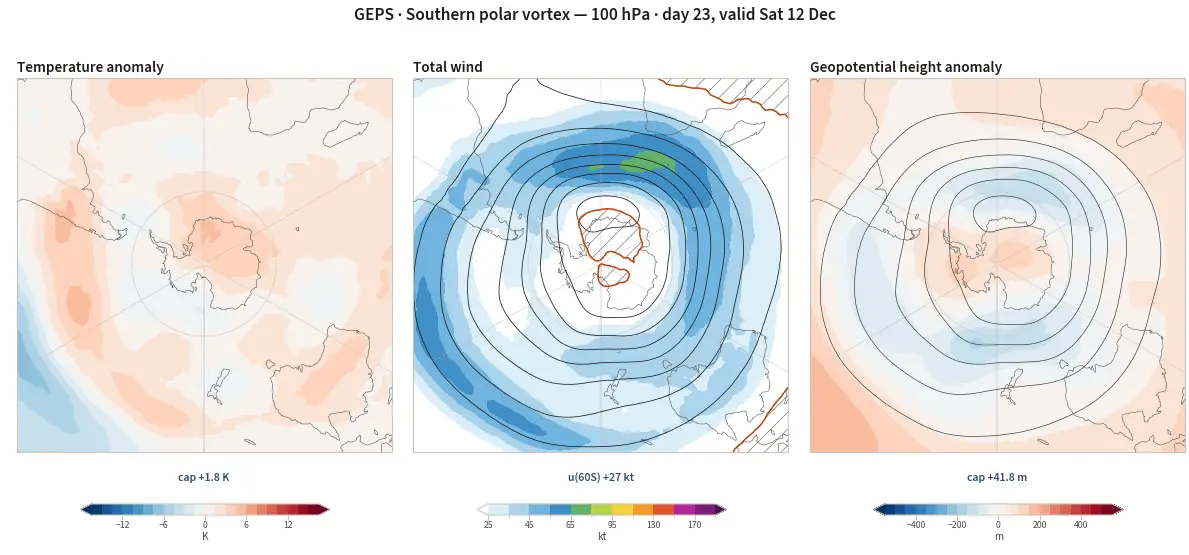 GEPS · Southern polar vortex — 100 hPa · day 23, valid Sat 12 Dec
Temperature anomaly
Total wind
Geopotential height anomaly
cap +1.8 K
u(60S) +27 kt
cap +41.8 m
−12 −6 0 6 12
K
25 45 65 95 130 170
kt
−400 −200 0 200 400
m